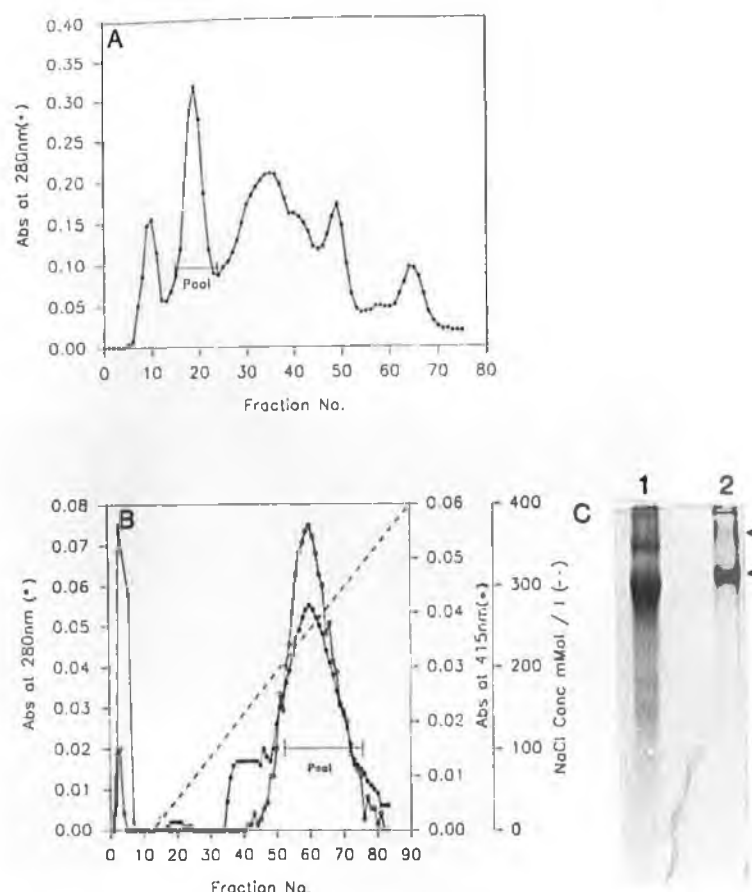 A
0.40
0.35
0.30
0.25
0.20
0.15
0.10
0.05
0.00
Abs at 280nm(•)
Pool
0 10 20 30 40 50 60 70 80
Fraction No.
B
0.08
0.07
0.06
0.05
0.04
0.03
0.02
0.01
0.00
Abs at 280nm (•)
Pool
0.06
0.05
0.04
0.03
0.02
0.01
0.00
Abs at 415nm(•)
400
300
200
100
0
NaCl Conc mMol / l (--)
0 10 20 30 40 50 60 70 80 90
Fraction No.
C
1 2